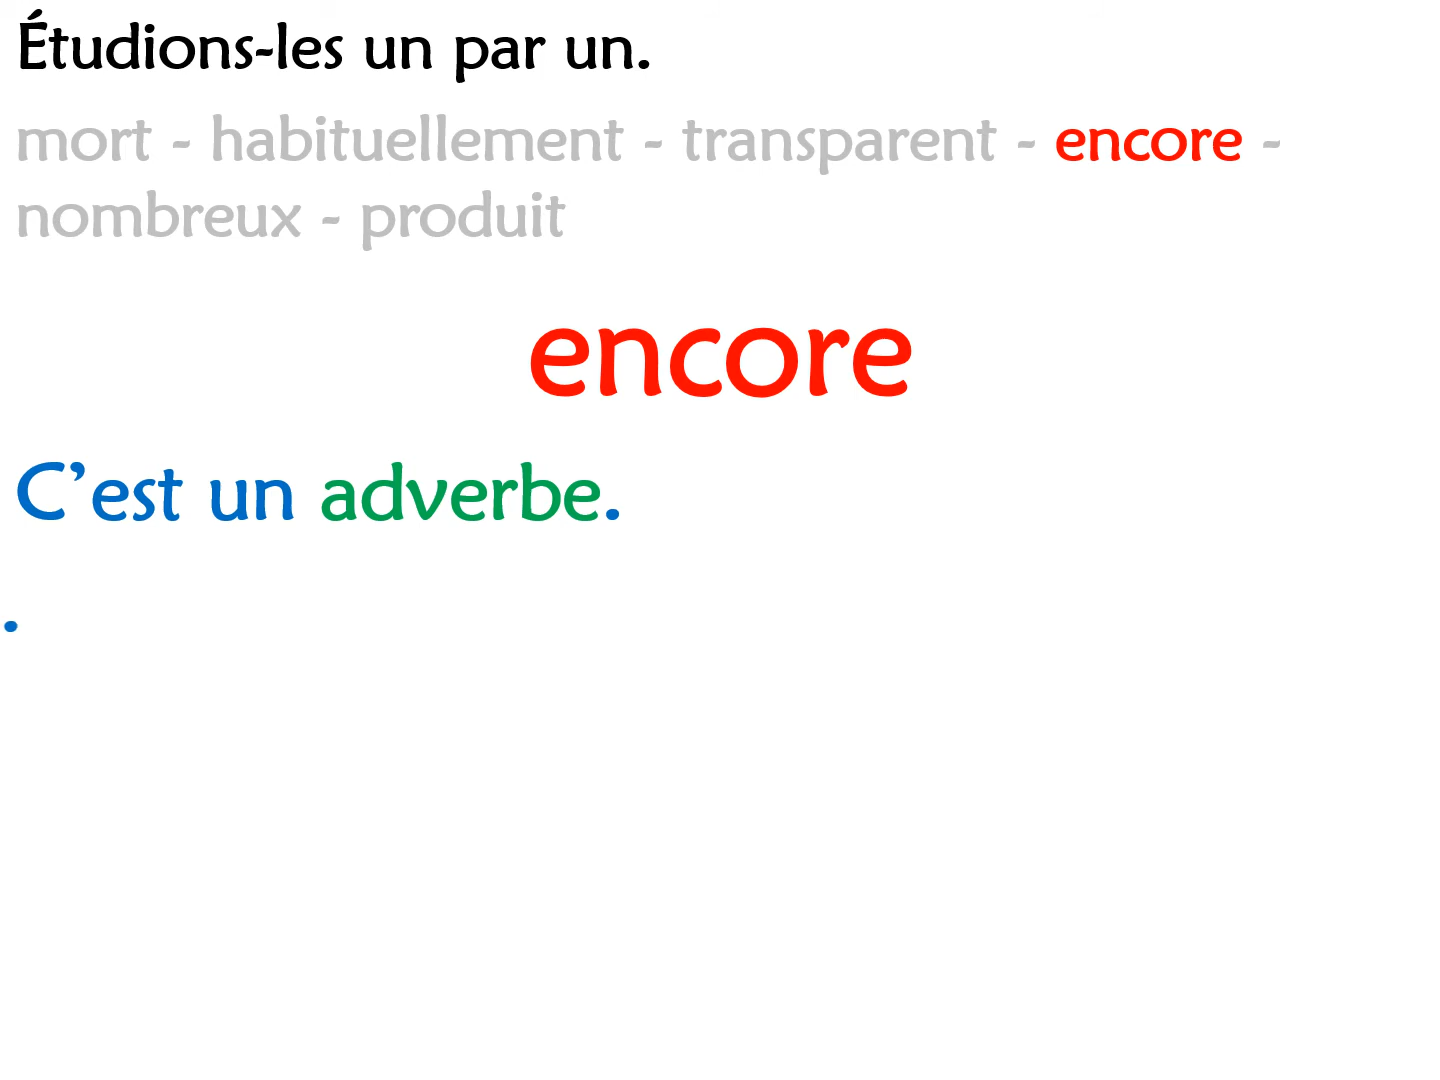 Étudions-les un par un.
mort - habituellement - transparent - encore -
nombreux - produit
encore
C’est un adverbe.
.